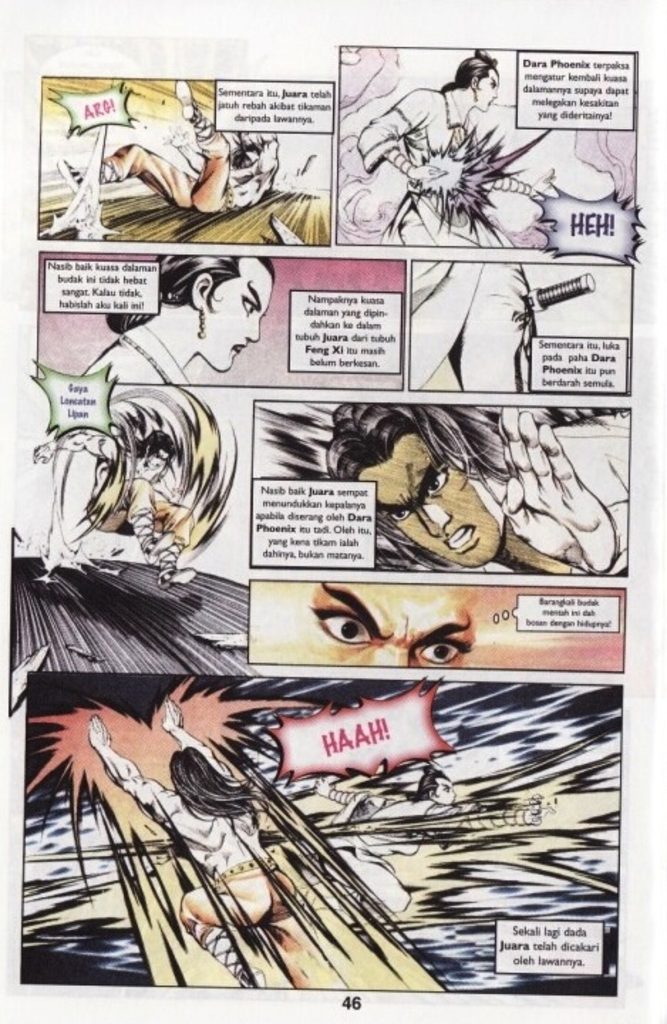 ARG!
Sementara itu, Juara telah
jatuh rebah akibat tikaman
daripada lawannya.
Dara Phoenix terpaksa
mengatur kembali kuasa
dalamannya supaya dapat
melegakan kesakitan
yang dideritainya!
HEH!
Nasib baik kuasa dalaman
budak ini tidak hebat
sangat. Kalau tidak,
habislah aku kali ini!
Nampaknya kuasa
dalaman yang dipin-
dahkan ke dalam
tubuh Juara dari tubuh
Feng Xi itu masih
belum berkesan.
Sementara itu, luka
pada paha Dara
Phoenix itu pun
berdarah semula.
Gaya
Loncatan
Lipan
Nasib baik Juara sempat
menundukkan kepalanya
apabila diserang oleh Dara
Phoenix itu tadi. Oleh itu,
yang kena tikam ialah
dahinya, bukan matanya.
Barangkali budak
mentah ini dah
bosan dengan hidupnya!
HAAH!
Sekali lagi dada
Juara telah dicakari
oleh lawannya.
46